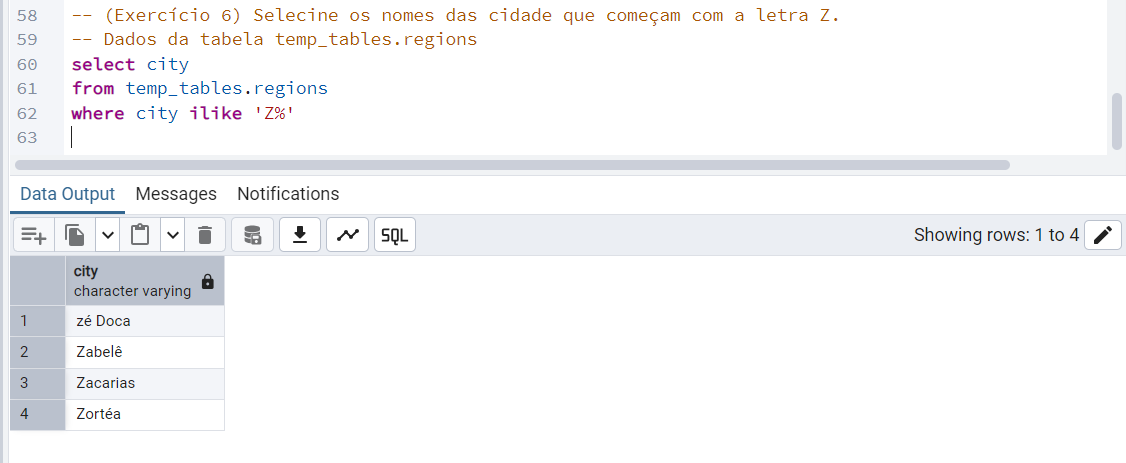 58 -- (Exercício 6) Selecine os nomes das cidade que começam com a letra Z.
59 -- Dados da tabela temp_tables.regions
60 select city
61 from temp_tables.regions
62 where city ilike 'Z%'
63
Data Output Messages Notifications
SQL Showing rows: 1 to 4
city
character varying
1 zé Doca
2 Zabelê
3 Zacarias
4 Zortéa